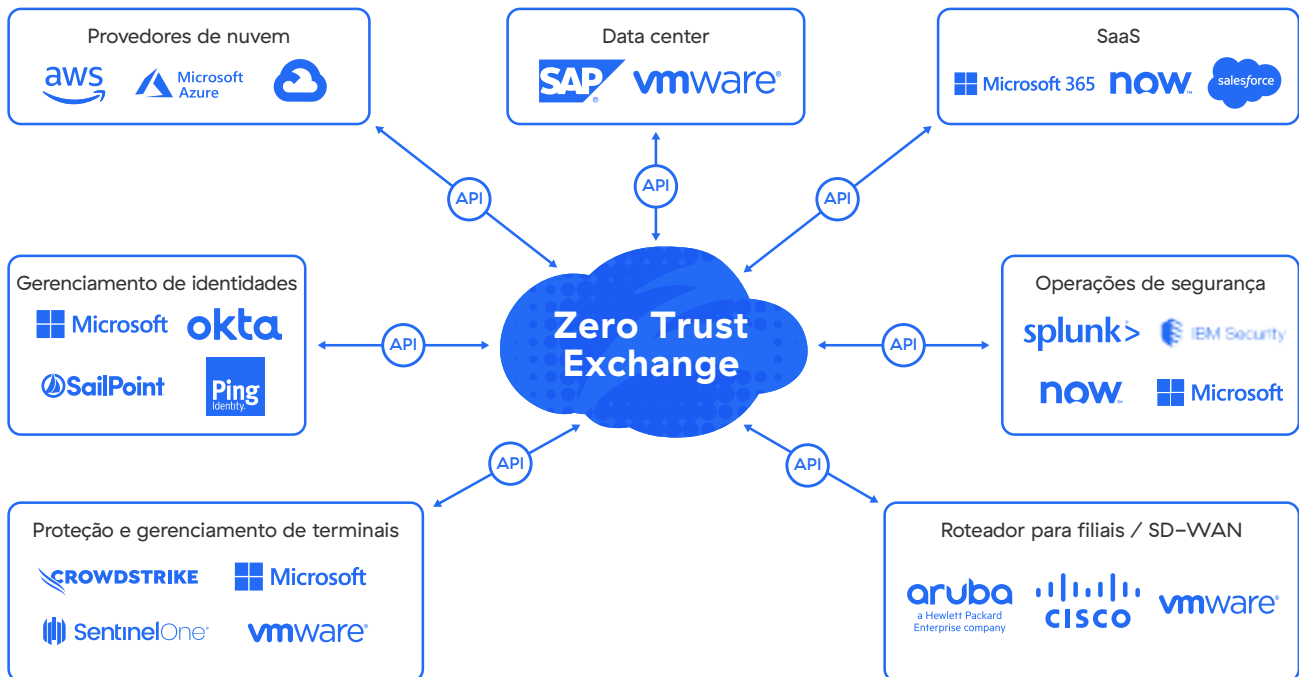 Provedores de nuvem
aws
Microsoft
Azure
Data center
SAP®
vmware®
SaaS
Microsoft 365
now™
salesforce
API
API
API
Gerenciamento de identidades
Microsoft
okta
SailPoint
Ping
Identity®
API
Zero Trust
Exchange
API
Operações de segurança
splunk>
IBM Security
now™
Microsoft
API
API
Proteção e gerenciamento de terminais
CROWDSTRIKE
Microsoft
SentinelOne®
vmware®
Roteador para filiais / SD-WAN
aruba
a Hewlett Packard
Enterprise company
CISCO
vmware®